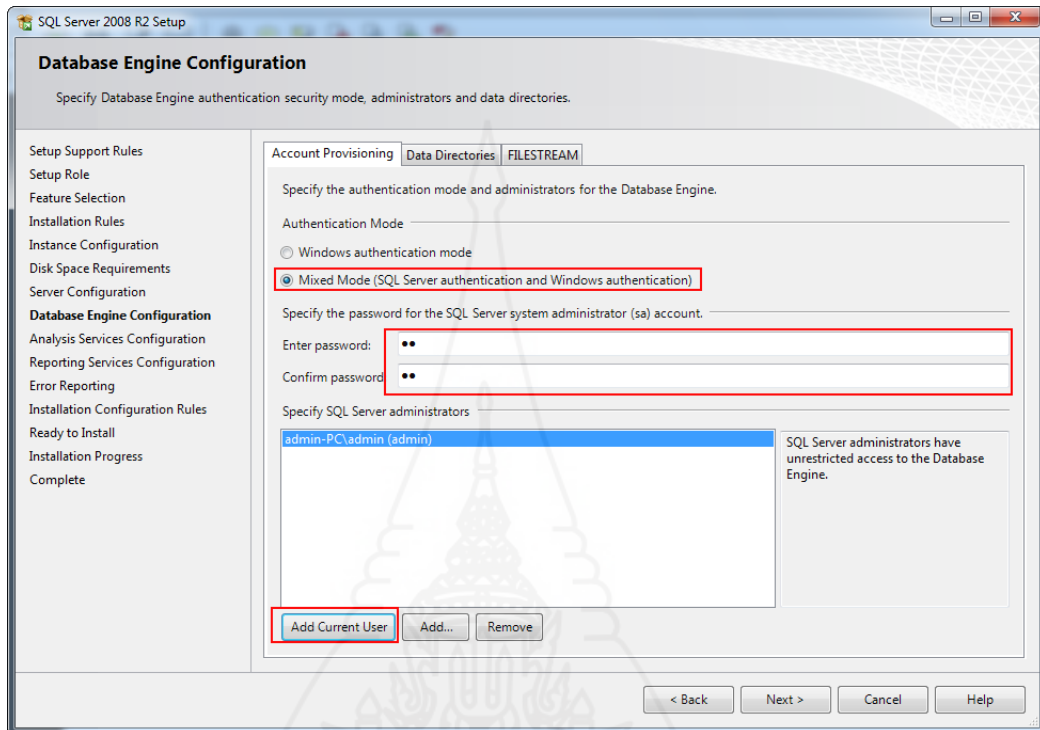 SQL Server 2008 R2 Setup
Database Engine Configuration
Specify Database Engine authentication security mode, administrators and data directories.
Setup Support Rules
Setup Role
Feature Selection
Installation Rules
Instance Configuration
Disk Space Requirements
Server Configuration
Database Engine Configuration
Analysis Services Configuration
Reporting Services Configuration
Error Reporting
Installation Configuration Rules
Ready to Install
Installation Progress
Complete
Account Provisioning Data Directories FILESTREAM
Specify the authentication mode and administrators for the Database Engine.
Authentication Mode
Windows authentication mode
Mixed Mode (SQL Server authentication and Windows authentication)
Specify the password for the SQL Server system administrator (sa) account.
Enter password: ●●
Confirm password ●●
Specify SQL Server administrators
admin-PC\admin (admin)
SQL Server administrators have
unrestricted access to the Database
Engine.
Add Current User Add... Remove
< Back Next > Cancel Help